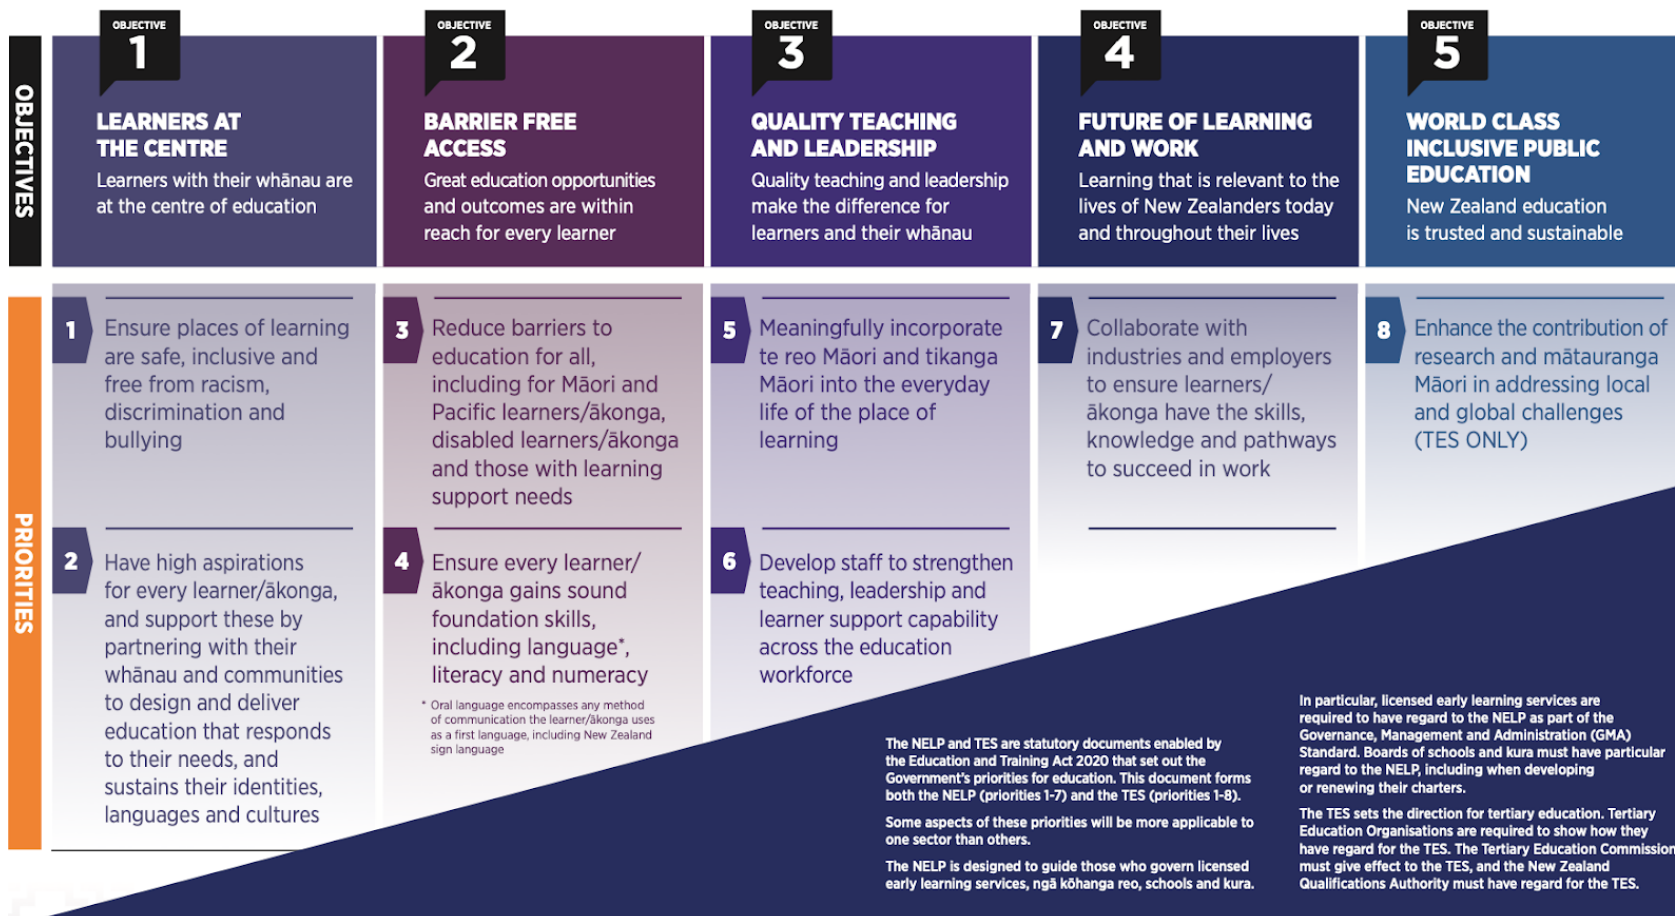 OBJECTIVES
OBJECTIVE
1
LEARNERS AT
THE CENTRE
Learners with their whānau are
at the centre of education
OBJECTIVE
2
BARRIER FREE
ACCESS
Great education opportunities
and outcomes are within
reach for every learner
OBJECTIVE
3
QUALITY TEACHING
AND LEADERSHIP
Quality teaching and leadership
make the difference for
learners and their whānau
OBJECTIVE
4
FUTURE OF LEARNING
AND WORK
Learning that is relevant to the
lives of New Zealanders today
and throughout their lives
OBJECTIVE
5
WORLD CLASS
INCLUSIVE PUBLIC
EDUCATION
New Zealand education
is trusted and sustainable
PRIORITIES
1
Ensure places of learning
are safe, inclusive and
free from racism,
discrimination and
bullying
2
Have high aspirations
for every learner/ākonga,
and support these by
partnering with their
whānau and communities
to design and deliver
education that responds
to their needs, and
sustains their identities,
languages and cultures
3
Reduce barriers to
education for all,
including for Māori and
Pacific learners/ākonga,
disabled learners/ākonga
and those with learning
support needs
4
Ensure every learner/
ākonga gains sound
foundation skills,
including language*,
literacy and numeracy
* Oral language encompasses any method
of communication the learner/ākonga uses
as a first language, including New Zealand
sign language
5
Meaningfully incorporate
te reo Māori and tikanga
Māori into the everyday
life of the place of
learning
6
Develop staff to strengthen
teaching, leadership and
learner support capability
across the education
workforce
7
Collaborate with
industries and employers
to ensure learners/
ākonga have the skills,
knowledge and pathways
to succeed in work
8
Enhance the contribution of
research and mātauranga
Māori in addressing local
and global challenges
(TES ONLY)
The NELP and TES are statutory documents enabled by
the Education and Training Act 2020 that set out the
Government's priorities for education. This document forms
both the NELP (priorities 1-7) and the TES (priorities 1-8).
Some aspects of these priorities will be more applicable to
one sector than others.
The NELP is designed to guide those who govern licensed
early learning services, ngā kōhanga reo, schools and kura.
In particular, licensed early learning services are
required to have regard to the NELP as part of the
Governance, Management and Administration (GMA)
Standard. Boards of schools and kura must have particular
regard to the NELP, including when developing
or renewing their charters.
The TES sets the direction for tertiary education. Tertiary
Education Organisations are required to show how they
have regard for the TES. The Tertiary Education Commission
must give effect to the TES, and the New Zealand
Qualifications Authority must have regard for the TES.